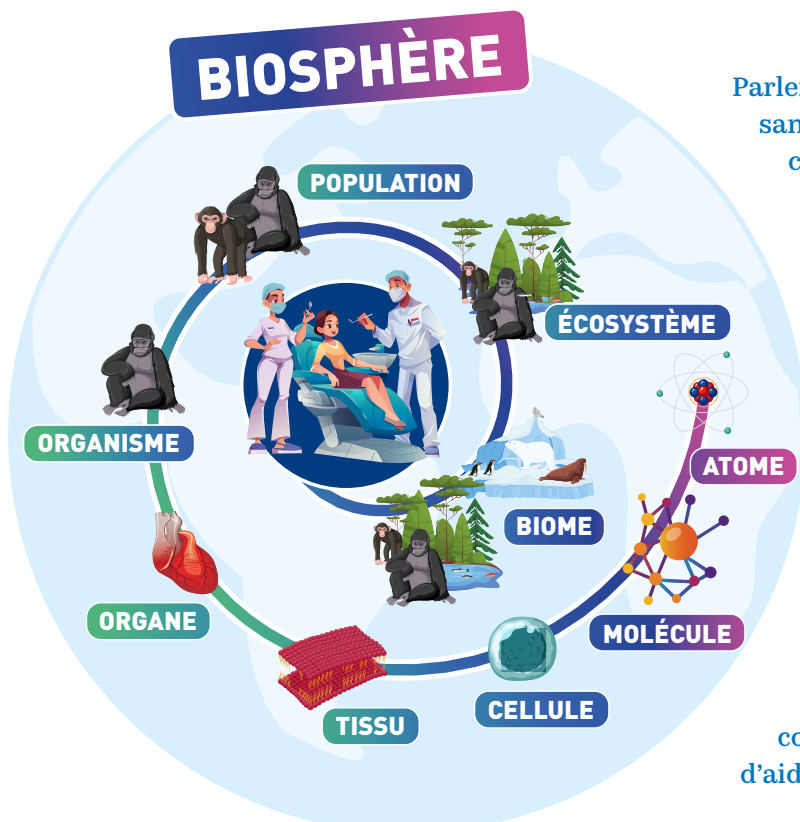 BIOSPHÈRE
POPULATION
ÉCOSYSTÈME
ORGANISME
ATOME
BIOME
ORGANE
MOLÉCULE
CELLULE
TISSU